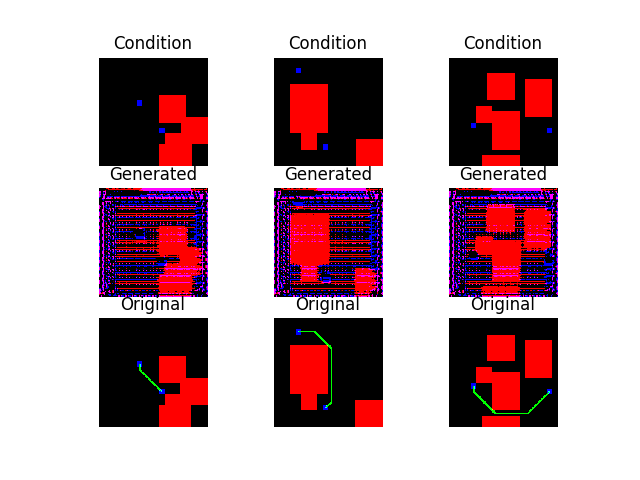 Condition Condition Condition
Generated Generated Generated
Original Original Original